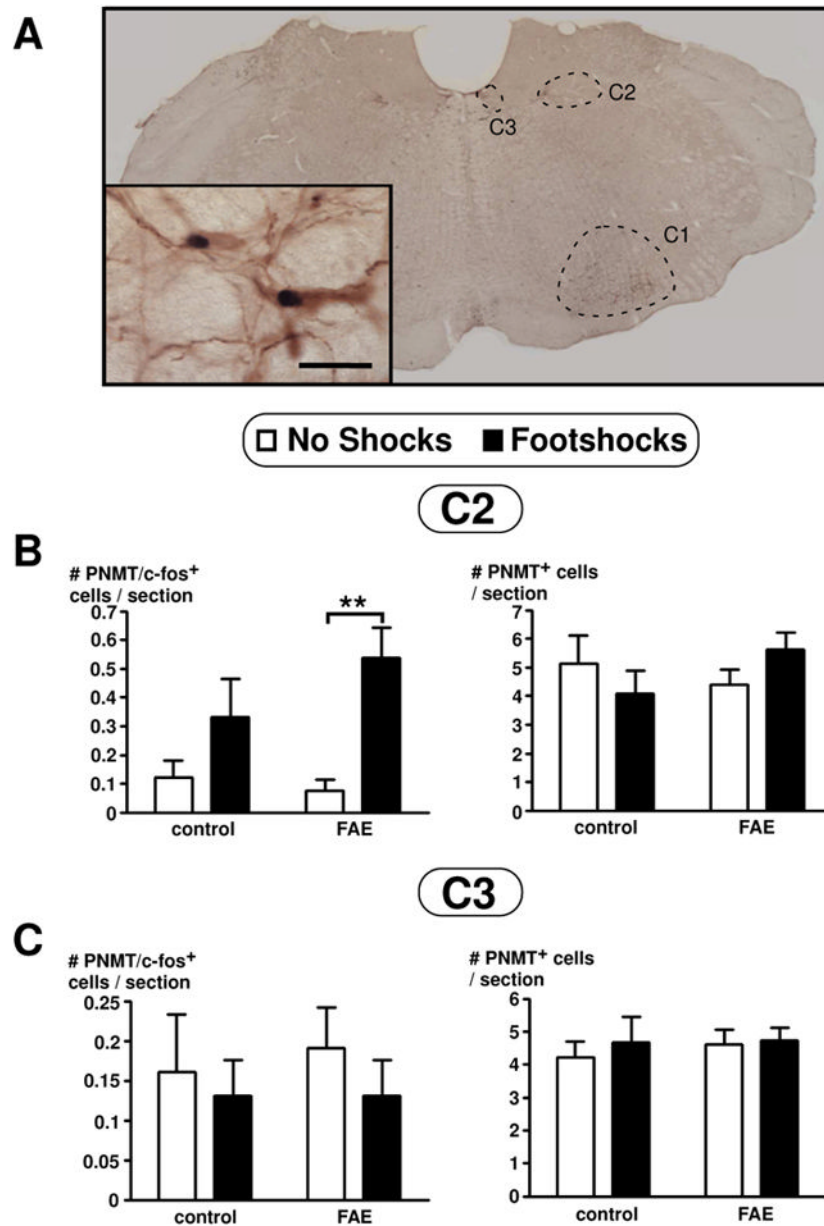 A
C2
C3
C1
No Shocks Footshocks
C2
B
# PNMT/c-fos+
cells / section
0.7
0.6
0.5
0.4
0.3
0.2
0.1
0
**
control FAE
# PNMT+ cells
/ section
7
6
5
4
3
2
1
0
control FAE
C3
C
# PNMT/c-fos+
cells / section
0.25
0.2
0.15
0.1
0.05
0
control FAE
# PNMT+ cells
/ section
6
5
4
3
2
1
0
control FAE